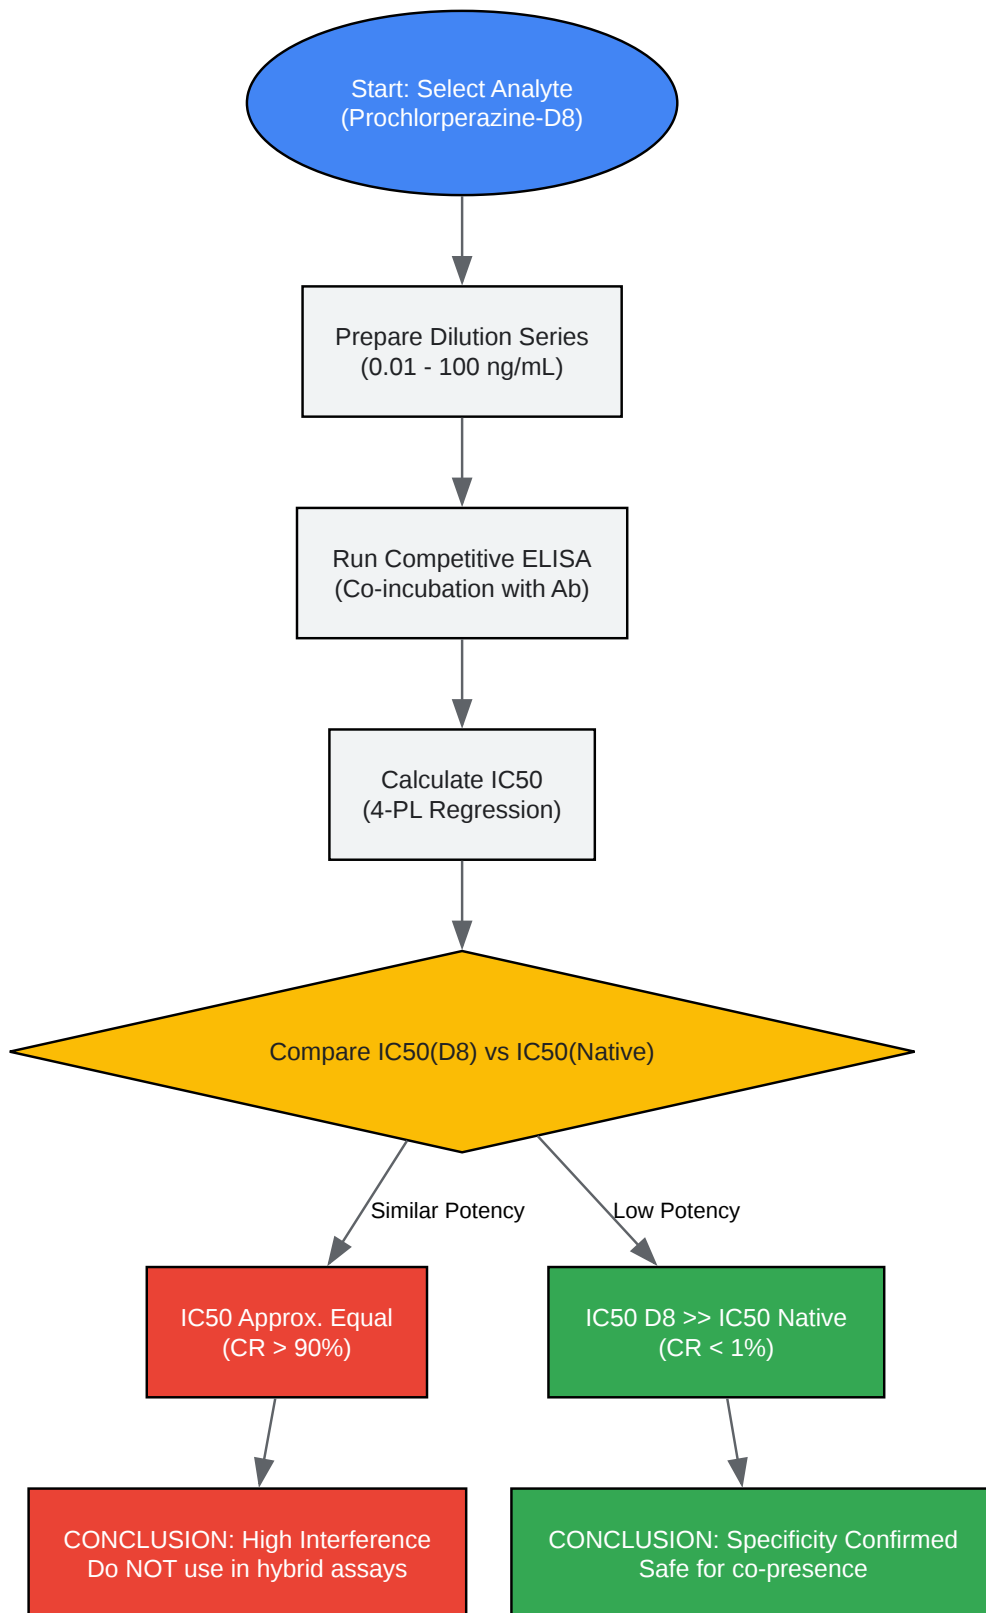 Start: Select Analyte
(Prochlorperazine-D8)
Prepare Dilution Series
(0.01 - 100 ng/mL)
Run Competitive ELISA
(Co-incubation with Ab)
Calculate IC50
(4-PL Regression)
Compare IC50(D8) vs IC50(Native)
Similar Potency
Low Potency
IC50 Approx. Equal
(CR > 90%)
IC50 D8 >> IC50 Native
(CR < 1%)
CONCLUSION: High Interference
Do NOT use in hybrid assays
CONCLUSION: Specificity Confirmed
Safe for co-presence